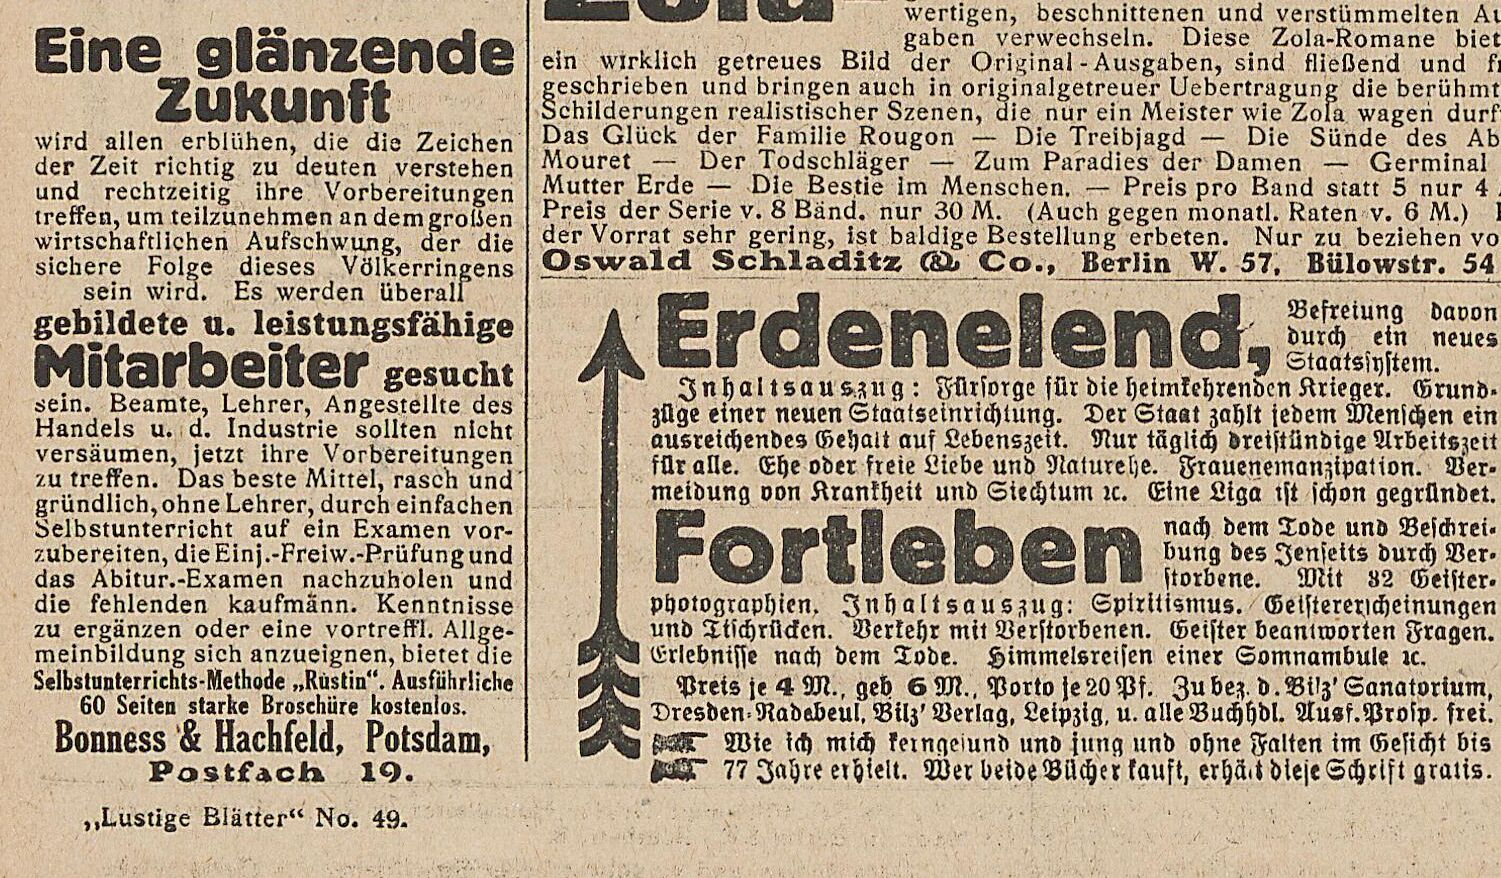 Eine glänzende
Zukunft
wird allen erblühen, die die Zeichen
der Zeit richtig zu deuten verstehen
und rechtzeitig ihre Vorbereitungen
treffen, um teilzunehmen an dem großen
wirtschaftlichen Aufschwung, der die
sichere Folge dieses Völkerringens
sein wird. Es werden überall
gebildete u. leistungsfähige
Mitarbeiter gesucht
sein. Beamte, Lehrer, Angestellte des
Handels u. d. Industrie sollten nicht
versäumen, jetzt ihre Vorbereitungen
zu treffen. Das beste Mittel, rasch und
gründlich, ohne Lehrer, durch einfachen
Selbstunterricht auf ein Examen vor-
zubereiten, die Einj.-Freiw.-Prüfung und
das Abitur.-Examen nachzuholen und
die fehlenden kaufmänn. Kenntnisse
zu ergänzen oder eine vortreffl. Allge-
meinbildung sich anzueignen, bietet die
Selbstunterrichts-Methode „Rustin“. Ausführliche
60 Seiten starke Broschüre kostenlos.
Bonness & Hachfeld, Potsdam,
Postfach 19.
„Lustige Blätter“ No. 49.
wertigen, beschnittenen und verstümmelten
gaben verwechseln. Diese Zola-Romane
ein wirklich getreues Bild der Original-Ausgaben, sind fließend und
geschrieben und bringen auch in originalgetreuer Uebertragung die
Schilderungen realistischer Szenen, die nur ein Meister wie Zola wagen
Das Glück der Familie Rougon — Die Treibjagd — Die Sünde des
Mouret — Der Todschläger — Zum Paradies der Damen — Germinal
Mutter Erde — Die Bestie im Menschen. — Preis pro Band statt 5 nur 4
Preis der Serie v. 8 Bänd. nur 30 M. (Auch gegen monatl. Raten v. 6 M.)
der Vorrat sehr gering, ist baldige Bestellung erbeten. Nur zu beziehen
Oswald Schladitz & Co., Berlin W. 57, Bülowstr. 54
Erdenelend, Befreiung davon
durch ein neues
Staatssystem.
Inhaltsauszug: Fürsorge für die heimkehrenden Krieger. Grund-
züge einer neuen Staatseinrichtung. Der Staat zahlt jedem Menschen ein
ausreichendes Gehalt auf Lebenszeit. Nur täglich dreistündige Arbeitszeit
für alle. Ehe oder freie Liebe und Naturehe. Frauenemanzipation. Ver-
meidung von Krankheit und Siechtum ꝛc. Eine Liga ist schon gegründet.
Fortleben nach dem Tode und Beschrei-
bung des Jenseits durch Ver-
storbene. Mit 32 Geister-
photographien. Inhaltsauszug: Spiritismus. Geistererscheinungen
und Tischrücken. Verkehr mit Verstorbenen. Geister beantworten Fragen.
Erlebnisse nach dem Tode. Himmelsreisen einer Somnambule ꝛc.
Preis je 4 M., geb 6 M., Porto je 20 Pf. Zu bez. d. Bilz' Sanatorium,
Dresden-Radebeul, Bilz' Verlag, Leipzig, u. alle Buchhdl. Ausf. Prosp. frei.
Wie ich mich kerngesund und jung und ohne Falten im Gesicht bis
77 Jahre erhielt. Wer beide Bücher kauft, erhält diese Schrift gratis.